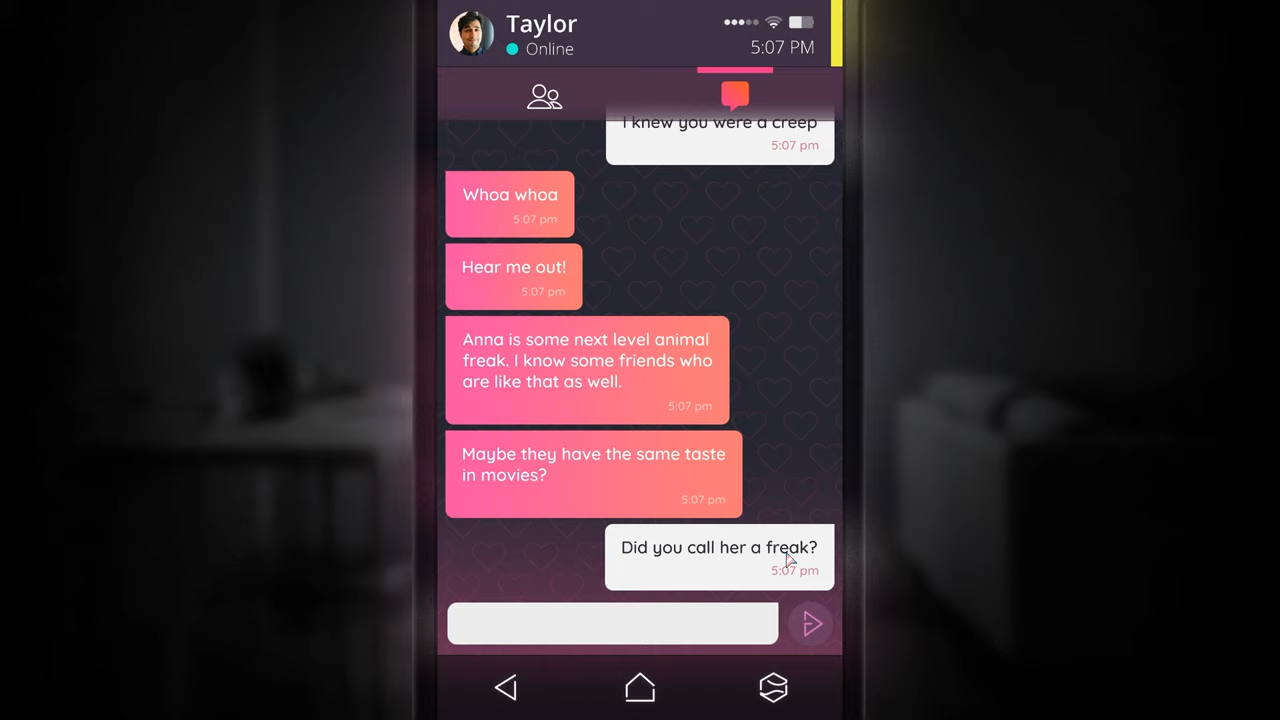 Taylor
Online
5:07 PM
I knew you were a creep
5:07 pm
Whoa whoa
5:07 pm
Hear me out!
5:07 pm
Anna is some next level animal
freak. I know some friends who
are like that as well.
5:07 pm
Maybe they have the same taste
in movies?
5:07 pm
Did you call her a freak?
5:07 pm